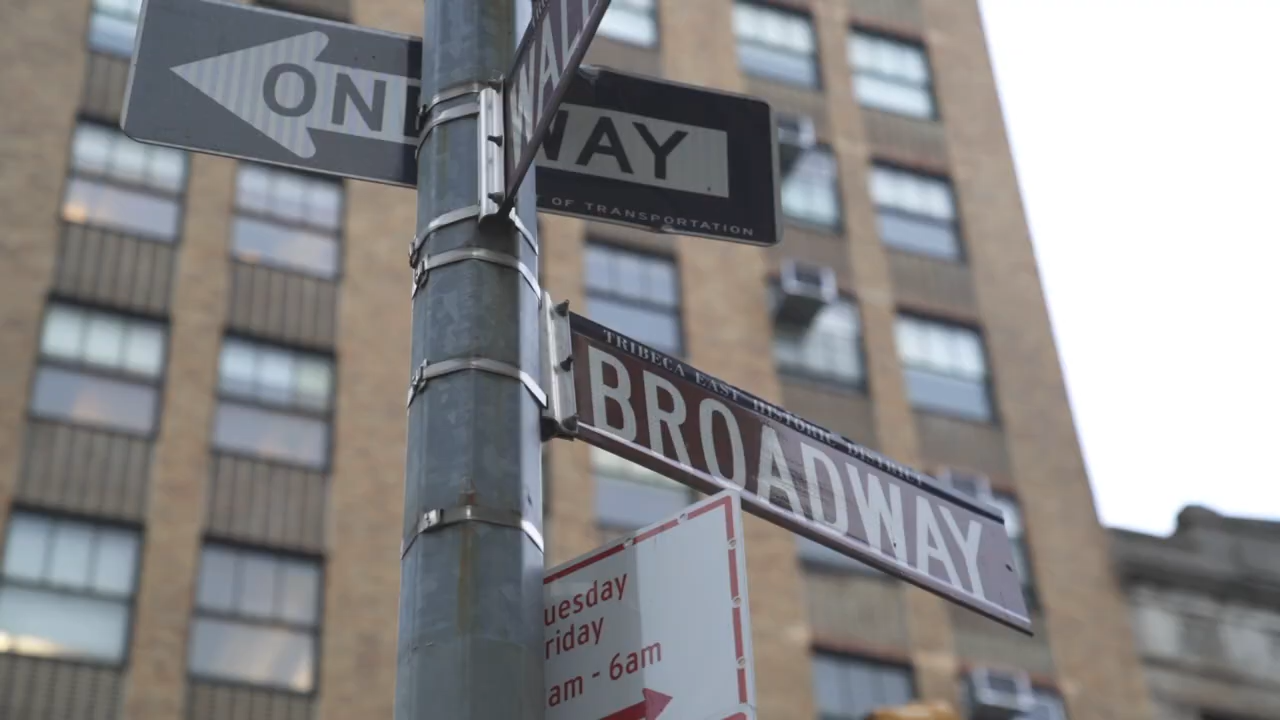 ONE WAY
OF TRANSPORTATION
WAL
TRIBECA EAST HISTORIC DISTRICT
BROADWAY
uesday
riday
am - 6am